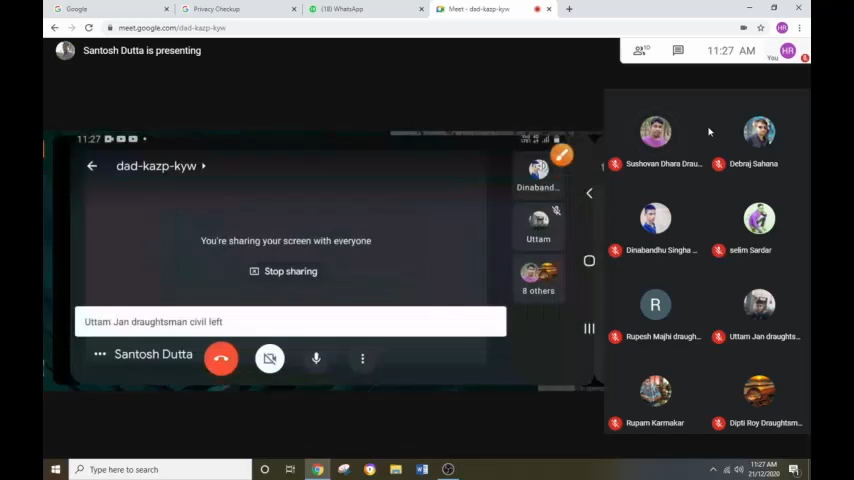 Google
Privacy Checkup
(18) WhatsApp
Meet - dad-kazp-kyw
meet.google.com/dad-kazp-kyw
HR
Santosh Dutta is presenting
10
11:27 AM
You
HR
11:27
dad-kazp-kyw
Dinaband...
You're sharing your screen with everyone
Uttam
Stop sharing
8 others
Uttam Jan draughtsman civil left
Santosh Dutta
Sushovan Dhara Drau...
Debraj Sahana
Dinabandhu Singha ...
selim Sardar
R
Rupesh Majhi draugh...
Uttam Jan draughts...
Rupam Karmakar
Dipti Roy Draughtsm...
Type here to search
11:27 AM
21/12/2020